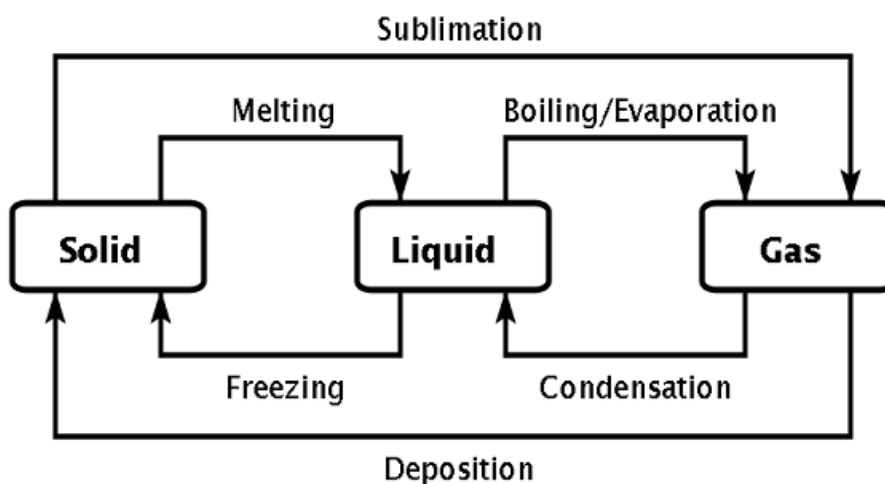 Sublimation
Melting
Boiling/Evaporation
Solid
Liquid
Gas
Freezing
Condensation
Deposition